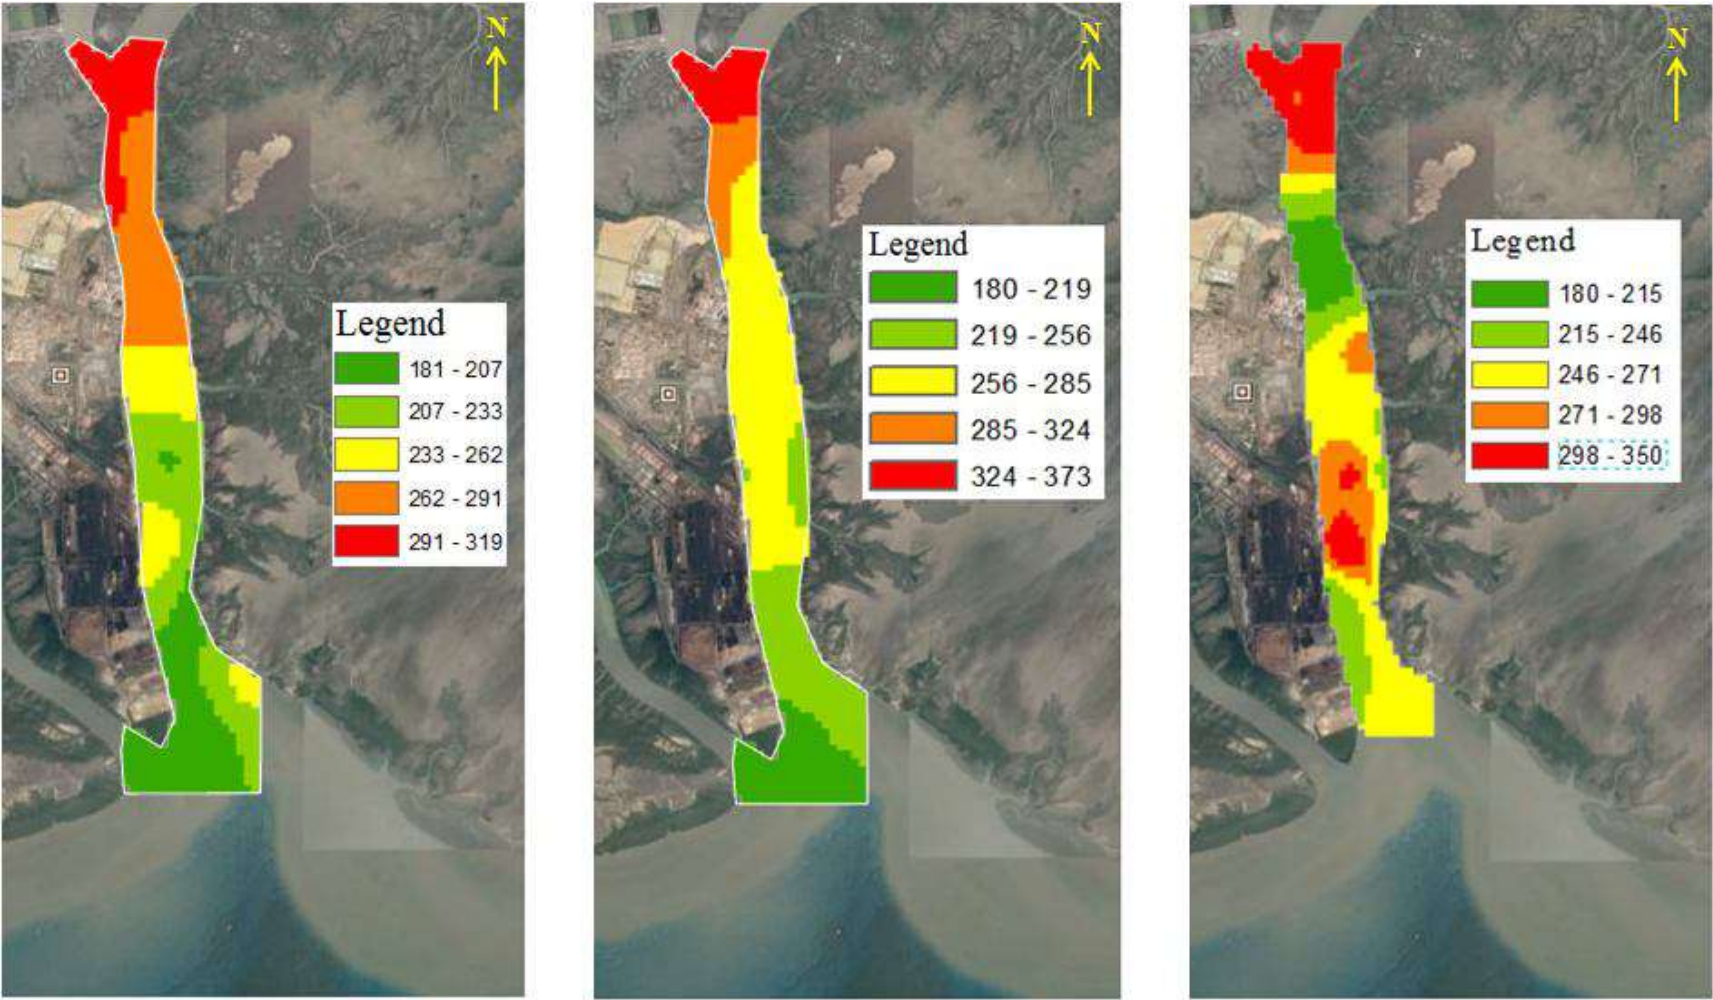 N
Legend
181 - 207
207 - 233
233 - 262
262 - 291
291 - 319
N
Legend
180 - 219
219 - 256
256 - 285
285 - 324
324 - 373
N
Legend
180 - 215
215 - 246
246 - 271
271 - 298
298 - 350